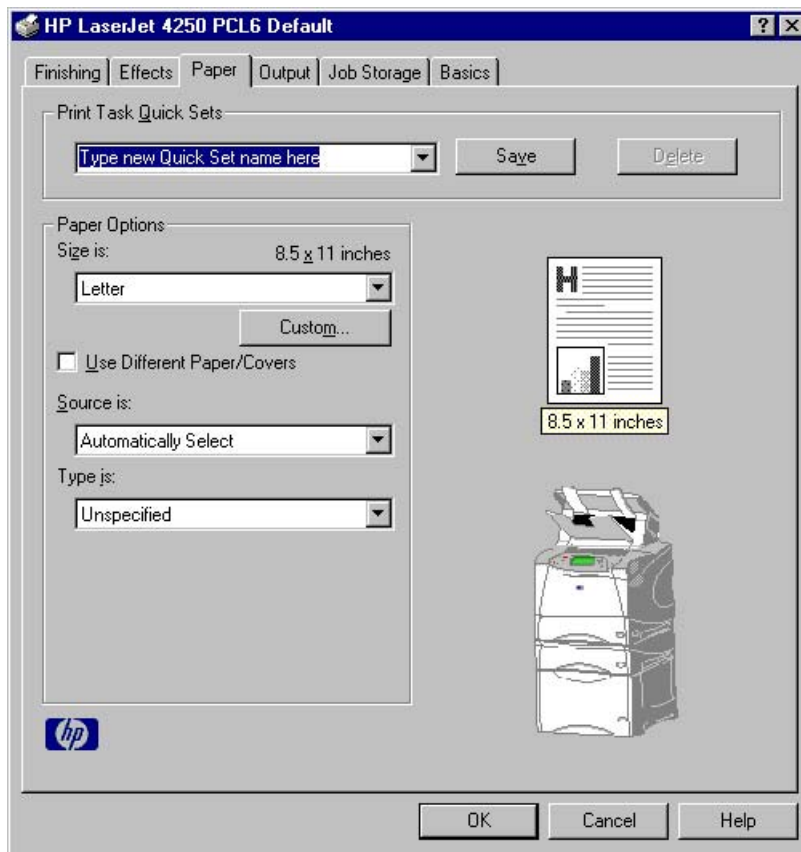 HP LaserJet 4250 PCL6 Default
Finishing Effects Paper Output Job Storage Basics
Print Task Quick Sets
Type new Quick Set name here Save Delete
Paper Options
Size is: 8.5 x 11 inches
Letter
Custom...
Use Different Paper/Covers
Source is:
Automatically Select
Type is:
Unspecified
H
8.5 x 11 inches
hp
OK Cancel Help